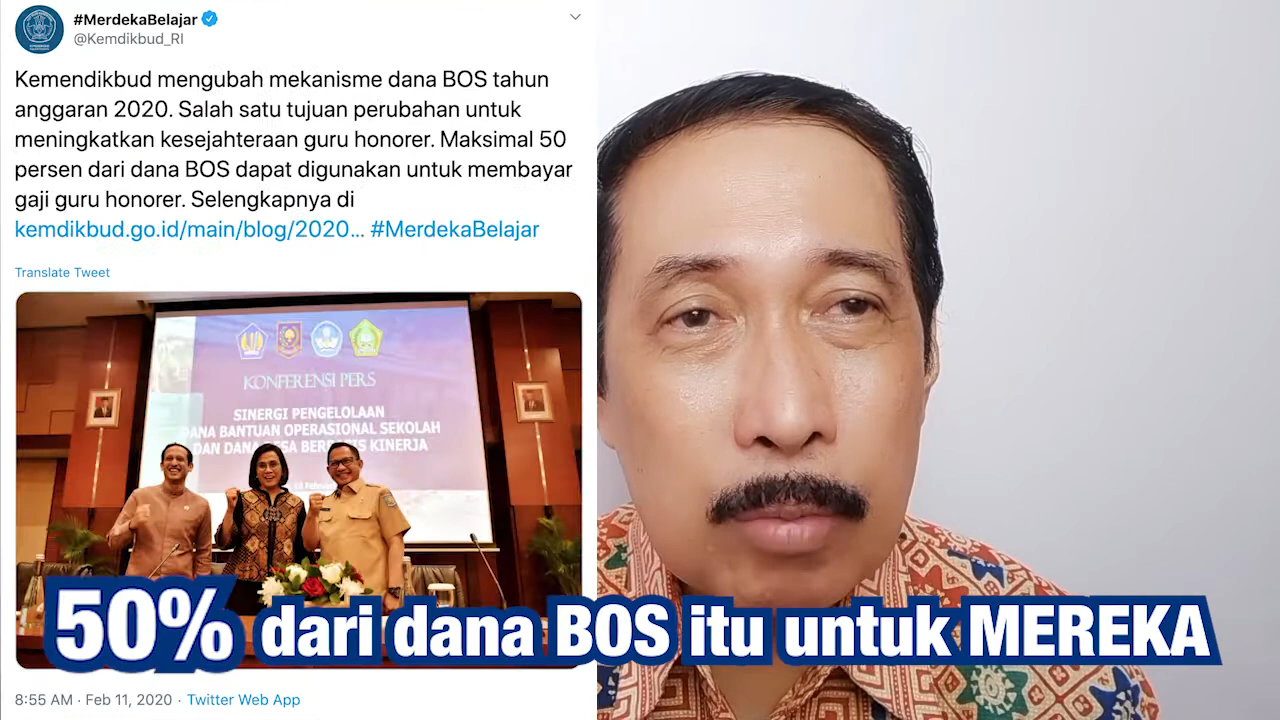 #MerdekaBelajar
@Kemdikbud_RI
Kemendikbud mengubah mekanisme dana BOS tahun
anggaran 2020. Salah satu tujuan perubahan untuk
meningkatkan kesejahteraan guru honorer. Maksimal 50
persen dari dana BOS dapat digunakan untuk membayar
gaji guru honorer. Selengkapnya di
kemdikbud.go.id/main/blog/2020... #MerdekaBelajar
Translate Tweet
KONFERENSI PERS
SINERGI PENGELOLAAN
DANA BANTUAN OPERASIONAL SEKOLAH
DAN DANA DESA BERBASIS KINERJA
50% dari dana BOS itu untuk MEREKA
8:55 AM · Feb 11, 2020 · Twitter Web App